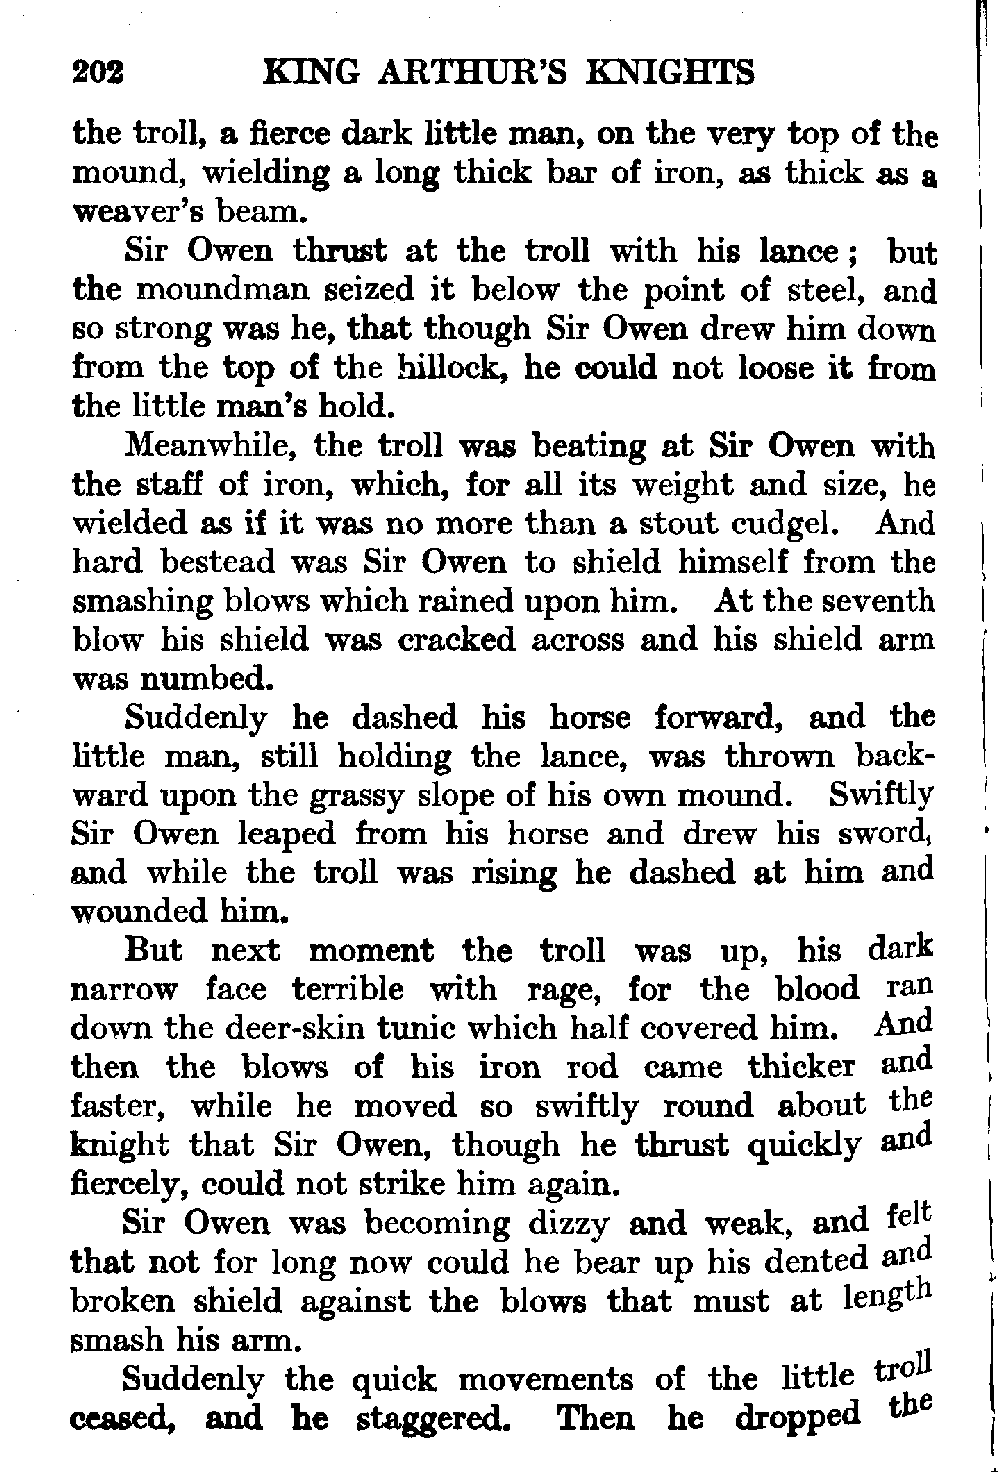 202 KING ARTHUR'S KNIGHTS
the troll, a fierce dark little man, on the very top of the
mound, wielding a long thick bar of iron, as thick as a
weaver's beam.
Sir Owen thrust at the troll with his lance; but
the moundman seized it below the point of steel, and
so strong was he, that though Sir Owen drew him down
from the top of the hillock, he could not loose it from
the little man's hold.
Meanwhile, the troll was beating at Sir Owen with
the staff of iron, which, for all its weight and size, he
wielded as if it was no more than a stout cudgel. And
hard bestead was Sir Owen to shield himself from the
smashing blows which rained upon him. At the seventh
blow his shield was cracked across and his shield arm
was numbed.
Suddenly he dashed his horse forward, and the
little man, still holding the lance, was thrown back-
ward upon the grassy slope of his own mound. Swiftly
Sir Owen leaped from his horse and drew his sword,
and while the troll was rising he dashed at him and
wounded him.
But next moment the troll was up, his dark
narrow face terrible with rage, for the blood ran
down the deer-skin tunic which half covered him. And
then the blows of his iron rod came thicker and
faster, while he moved so swiftly round about the
knight that Sir Owen, though he thrust quickly and
fiercely, could not strike him again.
Sir Owen was becoming dizzy and weak, and felt
that not for long now could he bear up his dented and
broken shield against the blows that must at length
smash his arm.
Suddenly the quick movements of the little troll
ceased, and he staggered. Then he dropped the